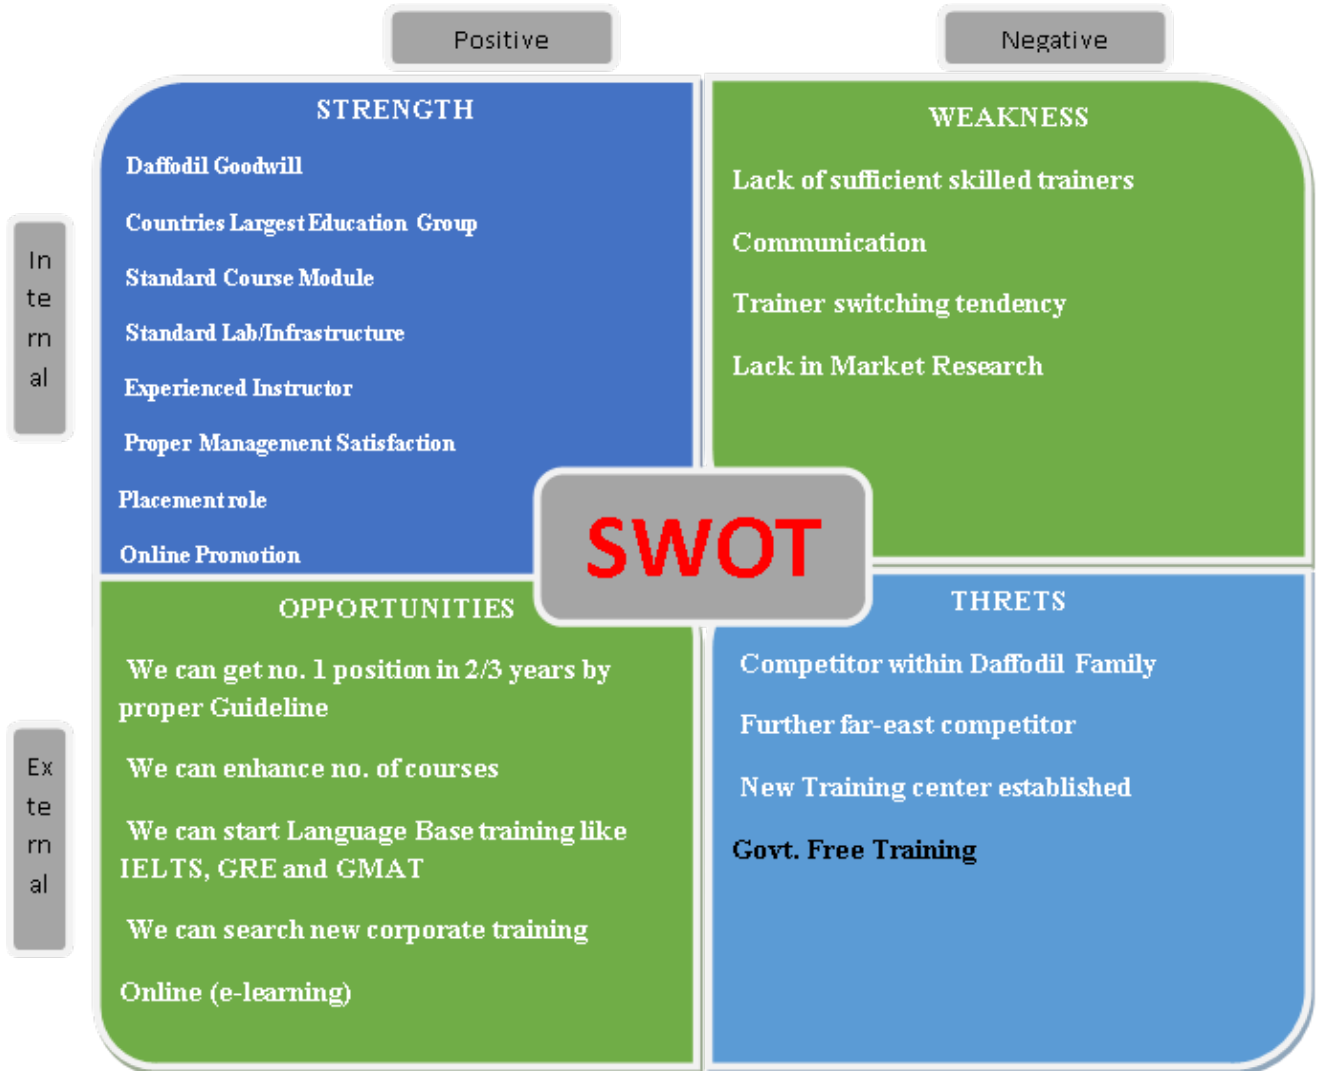 Positive
Negative
In
te
rn
al
STRENGTH
Daffodil Goodwill
Countries Largest Education Group
Standard Course Module
Standard Lab/Infrastructure
Experienced Instructor
Proper Management Satisfaction
Placement role
Online Promotion
WEAKNESS
Lack of sufficient skilled trainers
Communication
Trainer switching tendency
Lack in Market Research
SWOT
Ex
te
rn
al
OPPORTUNITIES
We can get no. 1 position in 2/3 years by
proper Guideline
We can enhance no. of courses
We can start Language Base training like
IELTS, GRE and GMAT
We can search new corporate training
Online (e-learning)
THRETS
Competitor within Daffodil Family
Further far-east competitor
New Training center established
Govt. Free Training